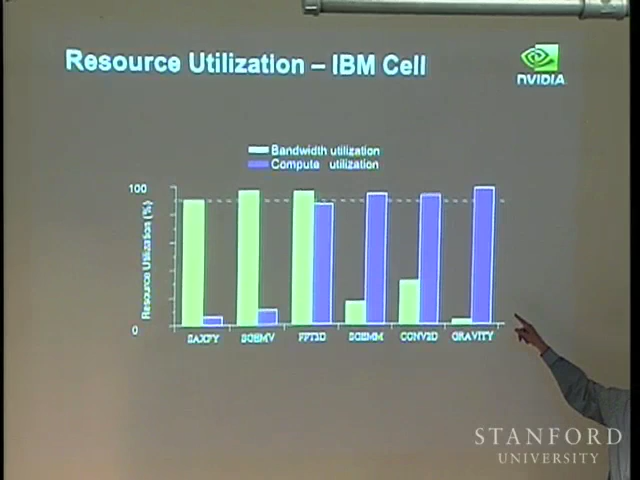 Resource Utilization – IBM Cell
NVIDIA
Bandwidth utilization
Compute utilization
100
Resource Utilization (%)
0
SAXPY SGEMV FFT3D SGEMM CONV2D GRAVITY
STANFORD
UNIVERSITY